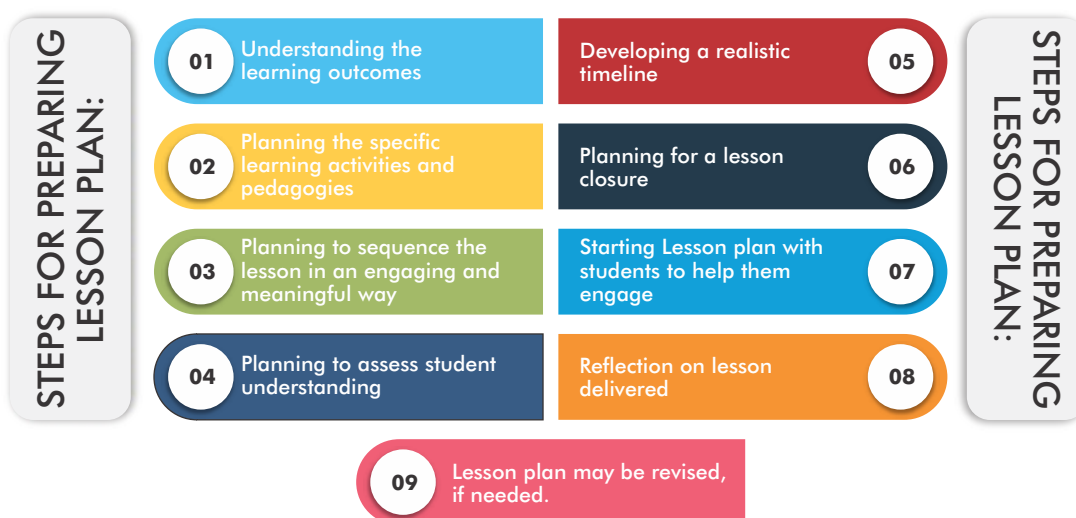 STEPS FOR PREPARING
LESSON PLAN:
01
Understanding the
learning outcomes
02
Planning the specific
learning activities and
pedagogies
03
Planning to sequence the
lesson in an engaging and
meaningful way
04
Planning to assess student
understanding
Developing a realistic
timeline
05
Planning for a lesson
closure
06
Starting Lesson plan with
students to help them
engage
07
Reflection on lesson
delivered
08
09
Lesson plan may be revised,
if needed.
STEPS FOR PREPARING
LESSON PLAN: